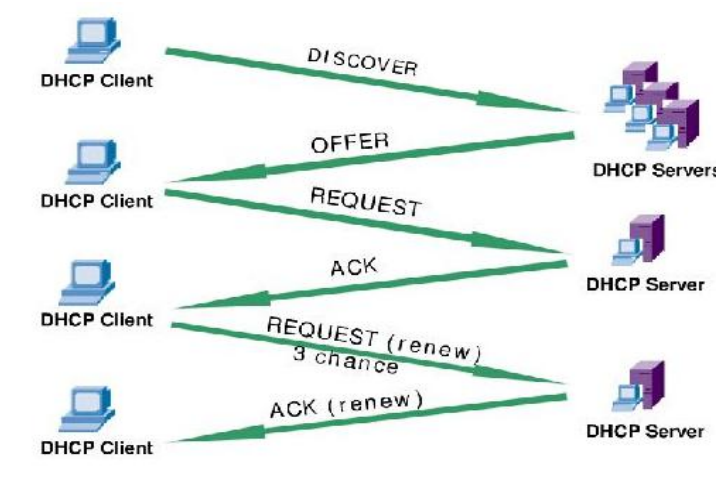 DISCOVER
DHCP Client
OFFER
DHCP Servers
DHCP Client
REQUEST
ACK
DHCP Server
DHCP Client
REQUEST (renew)
3 chance
ACK (renew)
DHCP Server
DHCP Client